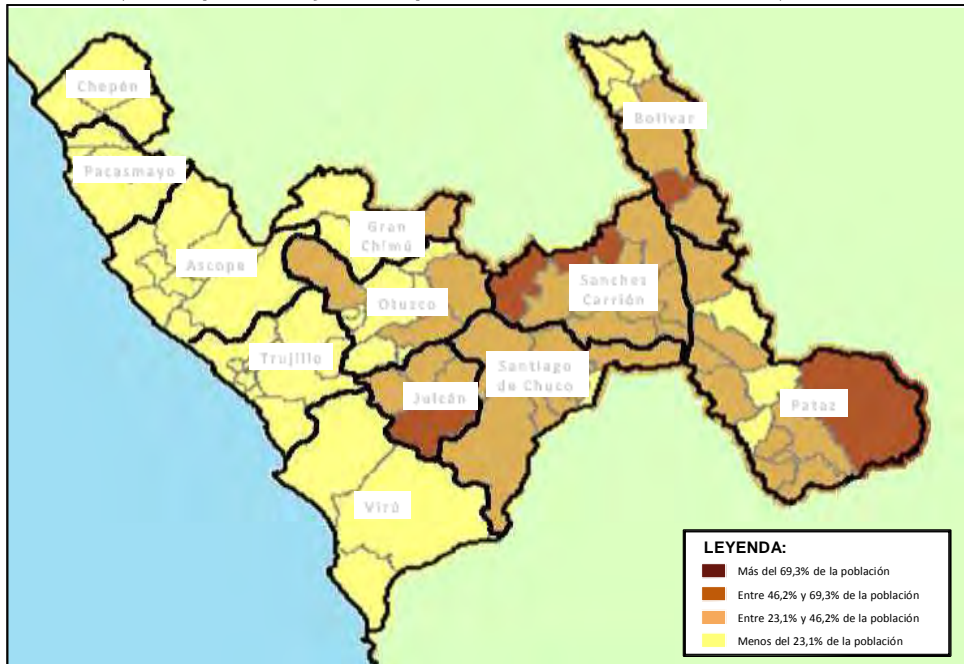 Chepén
Pacasmayo
Ascope
Gran
Chimú
Otuzco
Trujillo
Julcán
Virú
Santiago
de Chuco
Sanches
Carrión
Bolívar
Pataz
LEYENDA:
Más del 69,3% de la población
Entre 46,2% y 69,3% de la población
Entre 23,1% y 46,2% de la población
Menos del 23,1% de la población